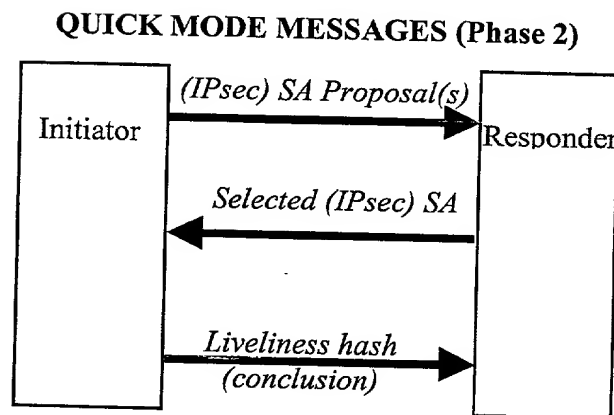 QUICK MODE MESSAGES (Phase 2)
(IPsec) SA Proposal(s)
Initiator
Responder
Selected (IPsec) SA
Liveliness hash
(conclusion)